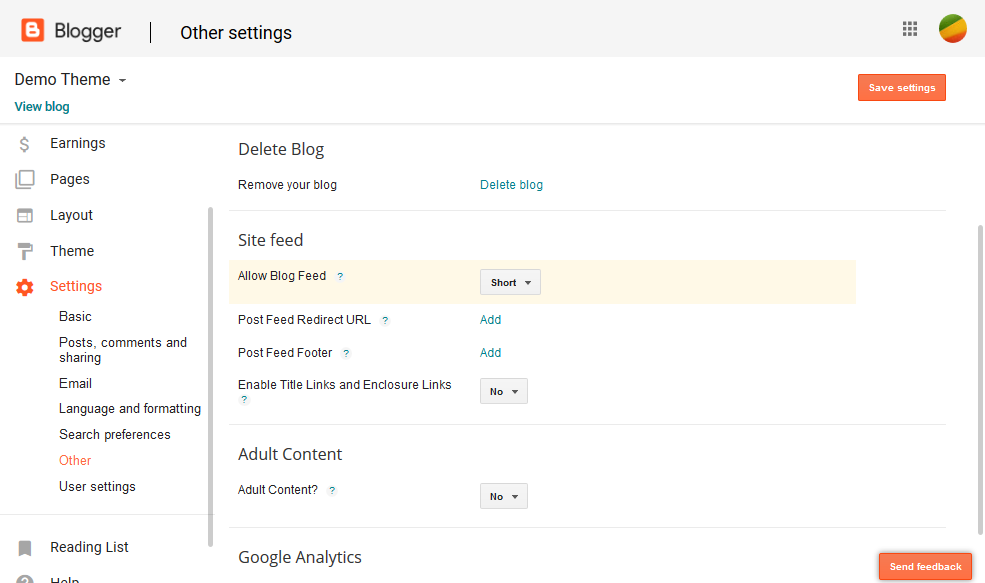 Blogger
Other settings
Demo Theme
View blog
Save settings
Earnings
Pages
Layout
Theme
Settings
Basic
Posts, comments and
sharing
Email
Language and formatting
Search preferences
Other
User settings
Reading List
Help
Delete Blog
Remove your blog
Delete blog
Site feed
Allow Blog Feed ?
Short
Post Feed Redirect URL ?
Add
Post Feed Footer ?
Add
Enable Title Links and Enclosure Links
?
No
Adult Content
Adult Content? ?
No
Google Analytics
Send feedback